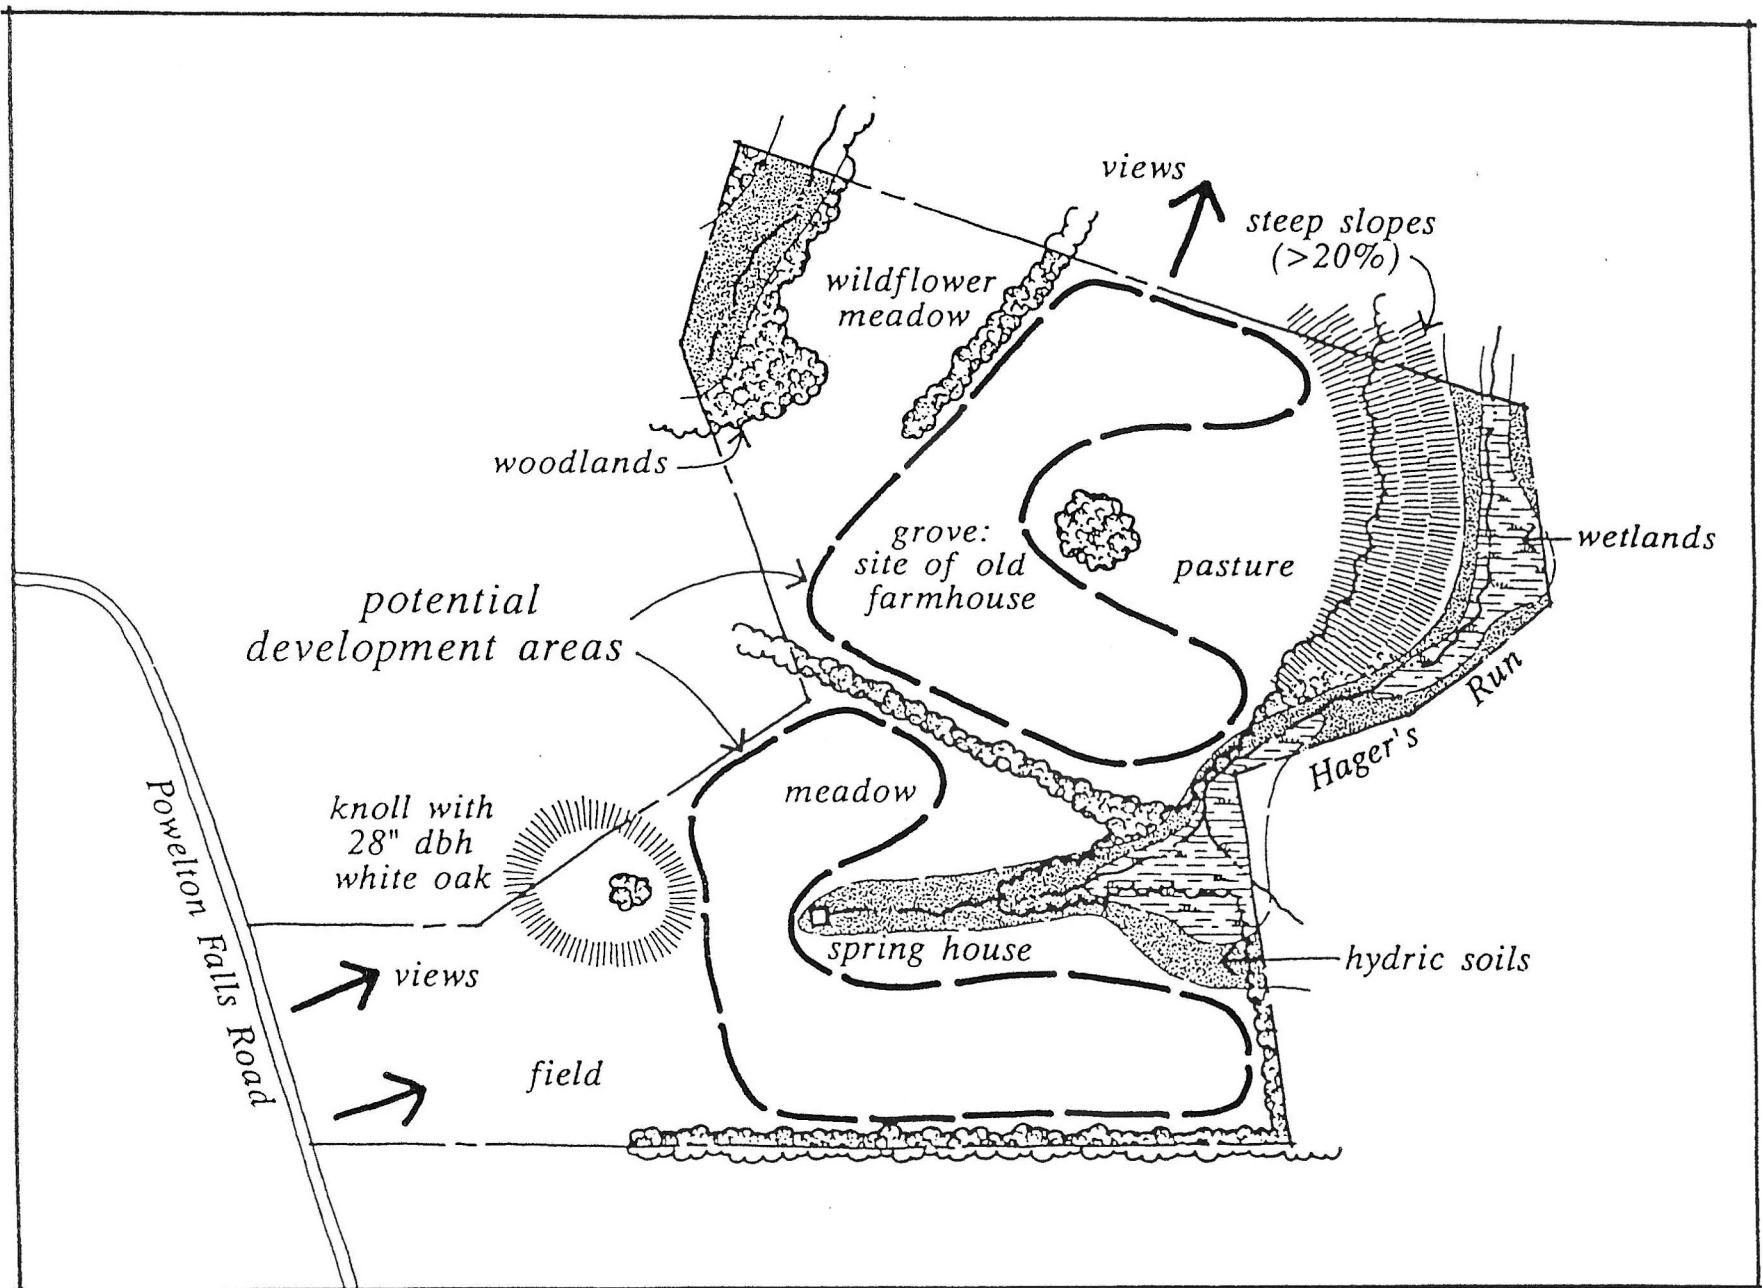 views
steep slopes
(>20%)
wildflower
meadow
woodlands
grove:
site of old
farmhouse
pasture
wetlands
potential
development areas
Hager's Run
meadow
knoll with
28" dbh
white oak
Powelton Falls Road
spring house
hydric soils
views
field